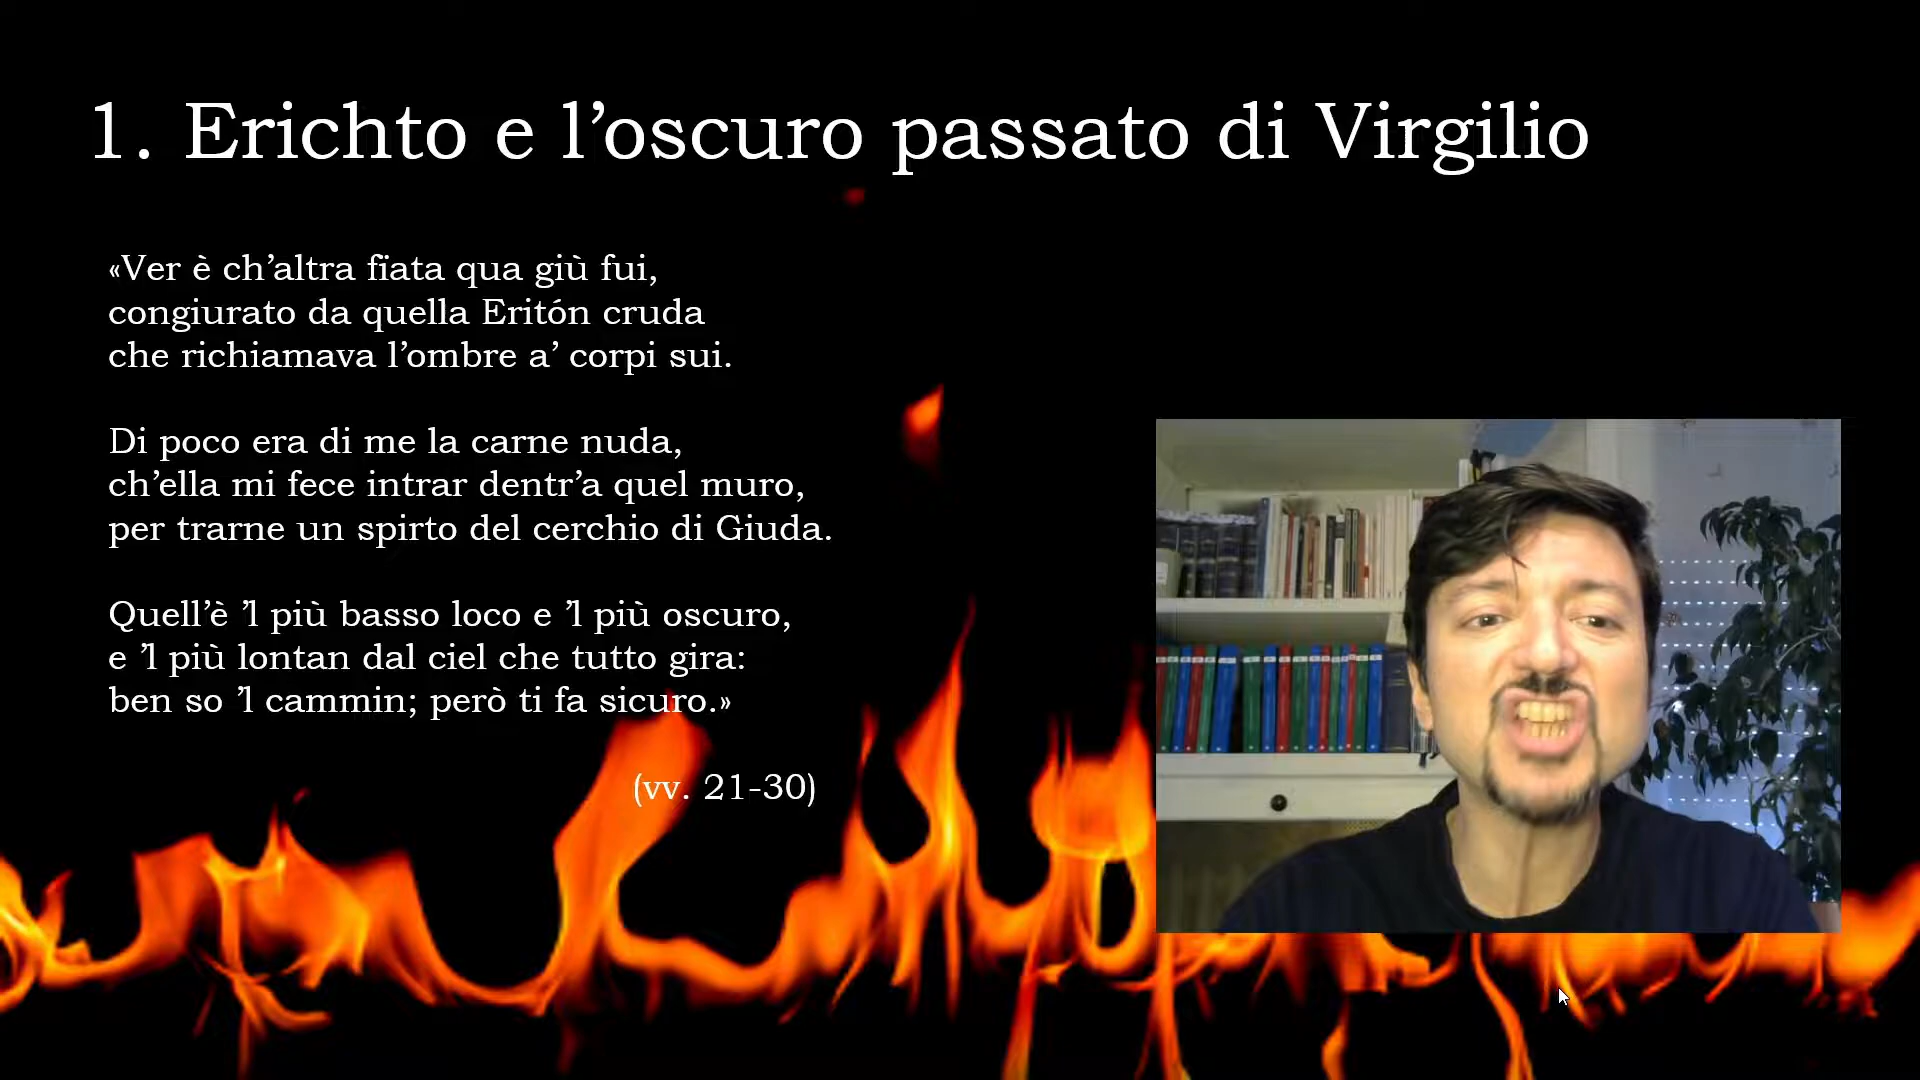 1. Erichto e l’oscuro passato di Virgilio
«Ver è ch’altra fiata qua giù fui,
congiurato da quella Eritón cruda
che richiamava l’ombre a’ corpi sui.
Di poco era di me la carne nuda,
ch’ella mi fece intrar dentr’a quel muro,
per trarne un spirto del cerchio di Giuda.
Quell’è ’l più basso loco e ’l più oscuro,
e ’l più lontan dal ciel che tutto gira:
ben so ’l cammin; però ti fa sicuro.»
(vv. 21-30)